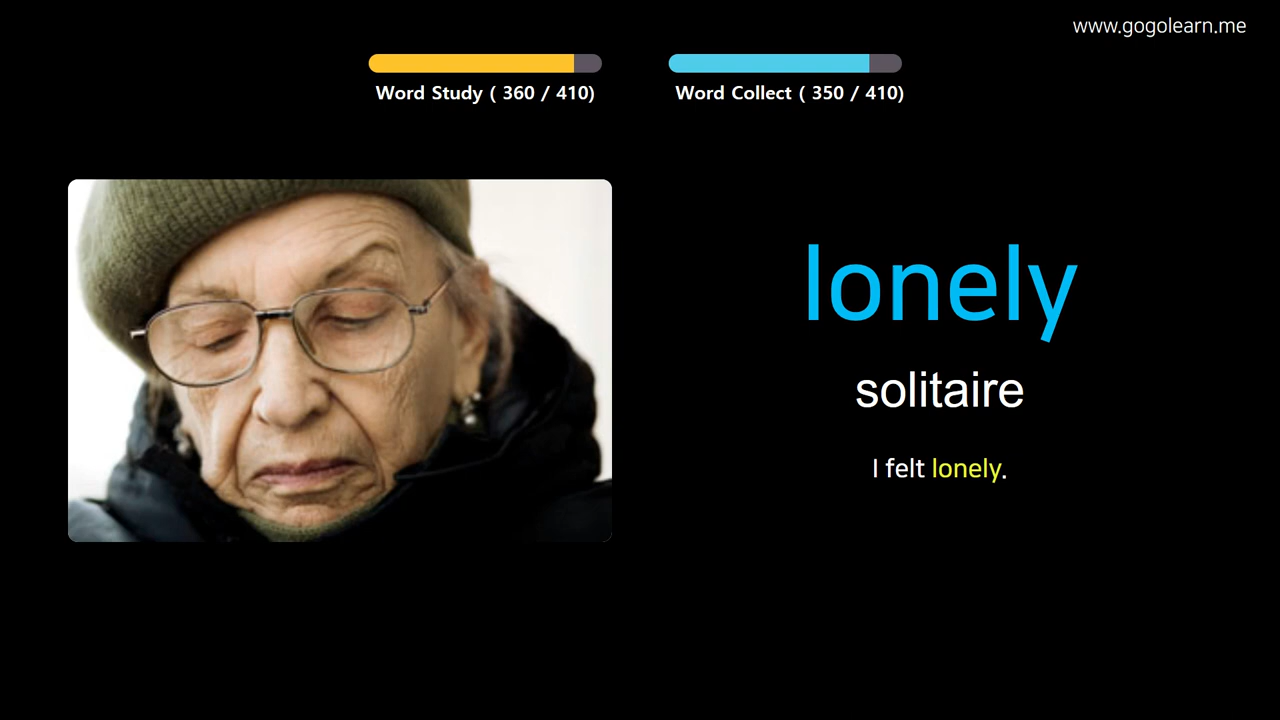 www.gogolearn.me
Word Study ( 360 / 410)
Word Collect ( 350 / 410)
lonely
solitaire
I felt lonely.